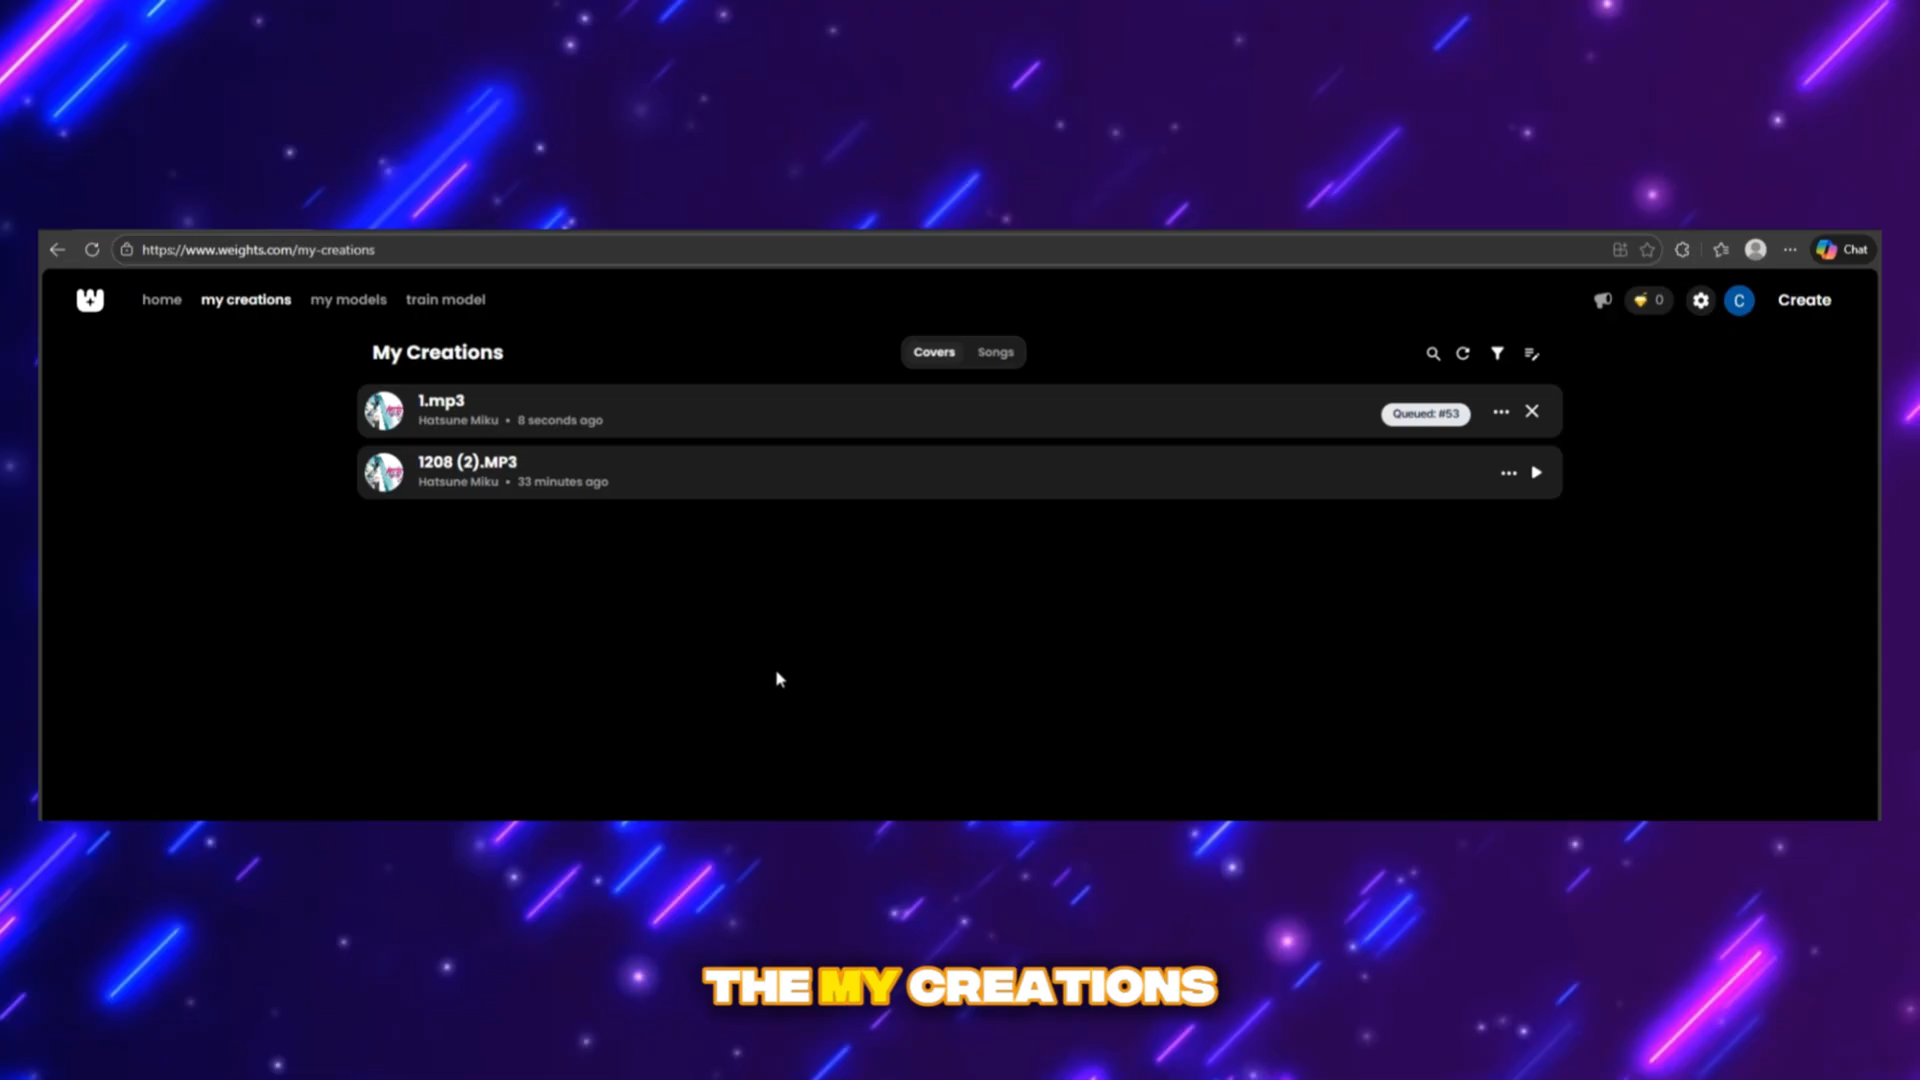 https://www.weights.com/my-creations
Chat
home my creations my models train model
0
C
Create
My Creations
Covers Songs
1.mp3
Hatsune Miku • 8 seconds ago
Queued: #53
1208 (2).MP3
Hatsune Miku • 33 minutes ago
THE MY CREATIONS